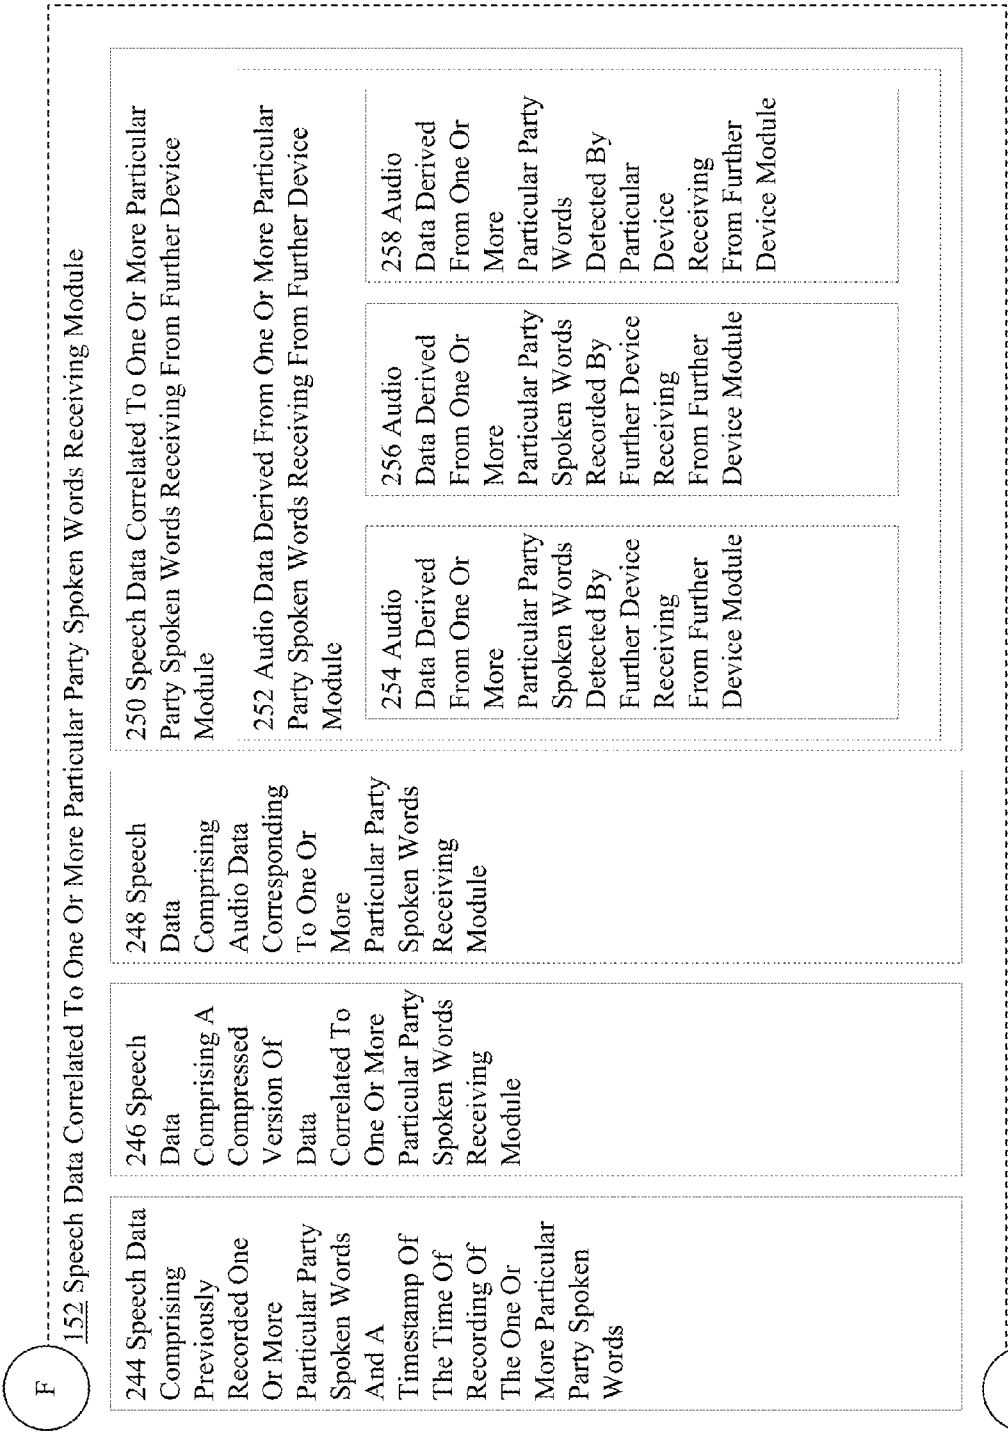 F
152 Speech Data Correlated To One Or More Particular Party Spoken Words Receiving Module
244 Speech Data
Comprising
Previously
Recorded One
Or More
Particular Party
Spoken Words
And A
Timestamp Of
The Time Of
Recording Of
The One Or
More Particular
Party Spoken
Words
246 Speech
Data
Comprising A
Compressed
Version Of
Data
Correlated To
One Or More
Particular Party
Spoken Words
Receiving
Module
248 Speech
Data
Comprising
Audio Data
Corresponding
To One Or
More
Particular Party
Spoken Words
Receiving
Module
250 Speech Data Correlated To One Or More Particular
Party Spoken Words Receiving From Further Device
Module
252 Audio Data Derived From One Or More Particular
Party Spoken Words Receiving From Further Device
Module
254 Audio
Data Derived
From One Or
More
Particular Party
Spoken Words
Detected By
Further Device
Receiving
From Further
Device Module
256 Audio
Data Derived
From One Or
More
Particular Party
Spoken Words
Recorded By
Further Device
Receiving
From Further
Device Module
258 Audio
Data Derived
From One Or
More
Particular Party
Words
Detected By
Particular
Device
Receiving
From Further
Device Module